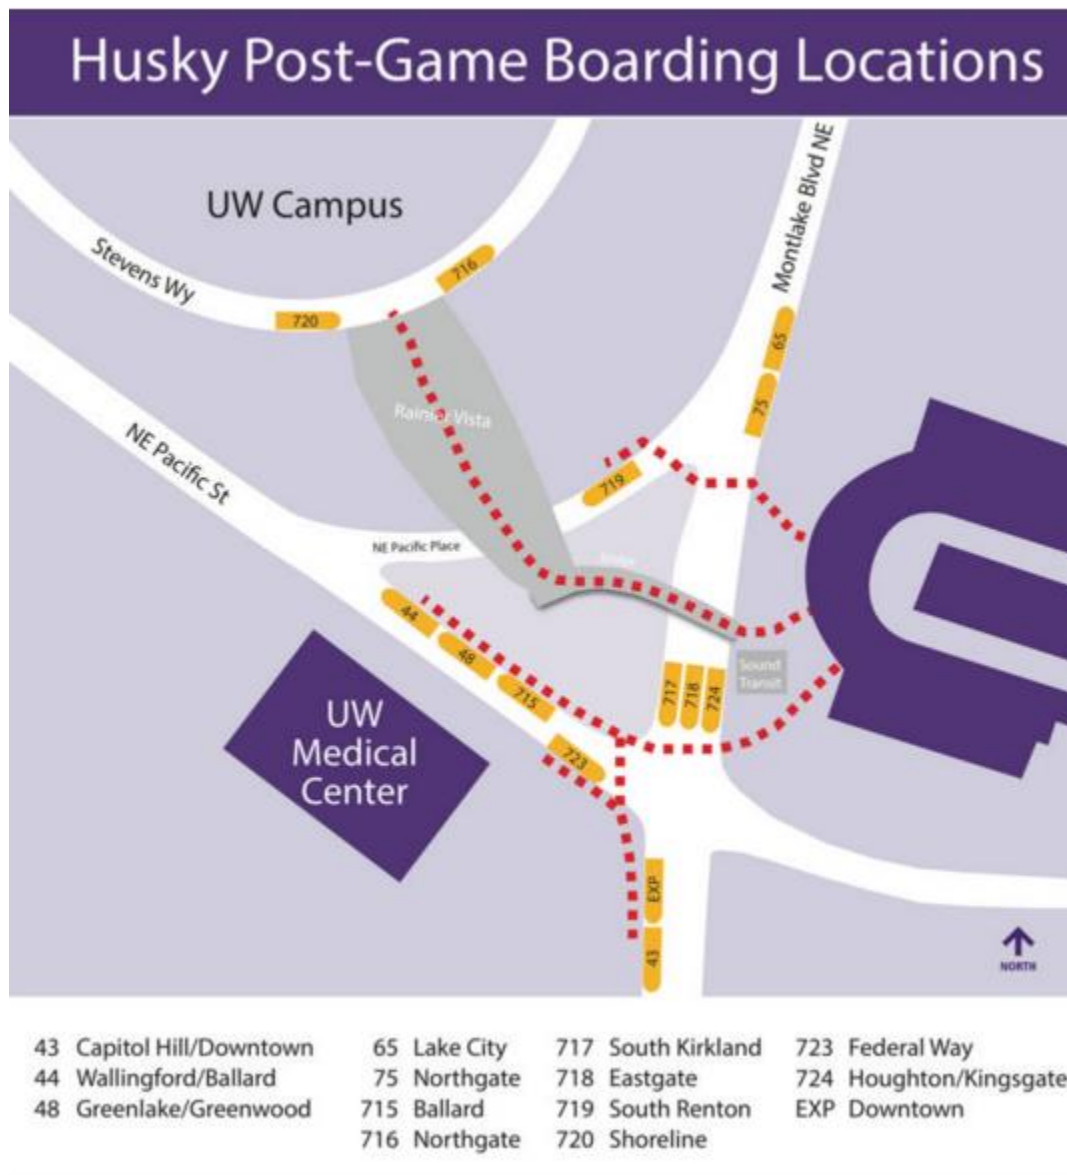 Husky Post-Game Boarding Locations
Montlake Blvd NE
UW Campus
Stevens Wy
716
720
65
75
Rainier Vista
NE Pacific St
719
NE Pacific Place
44
48
715
723
717
718
724
Sound
Transit
UW
Medical
Center
EXP
43
NORTH
43 Capitol Hill/Downtown
44 Wallingford/Ballard
48 Greenlake/Greenwood
65 Lake City
75 Northgate
715 Ballard
716 Northgate
717 South Kirkland
718 Eastgate
719 South Renton
720 Shoreline
723 Federal Way
724 Houghton/Kingsgate
EXP Downtown